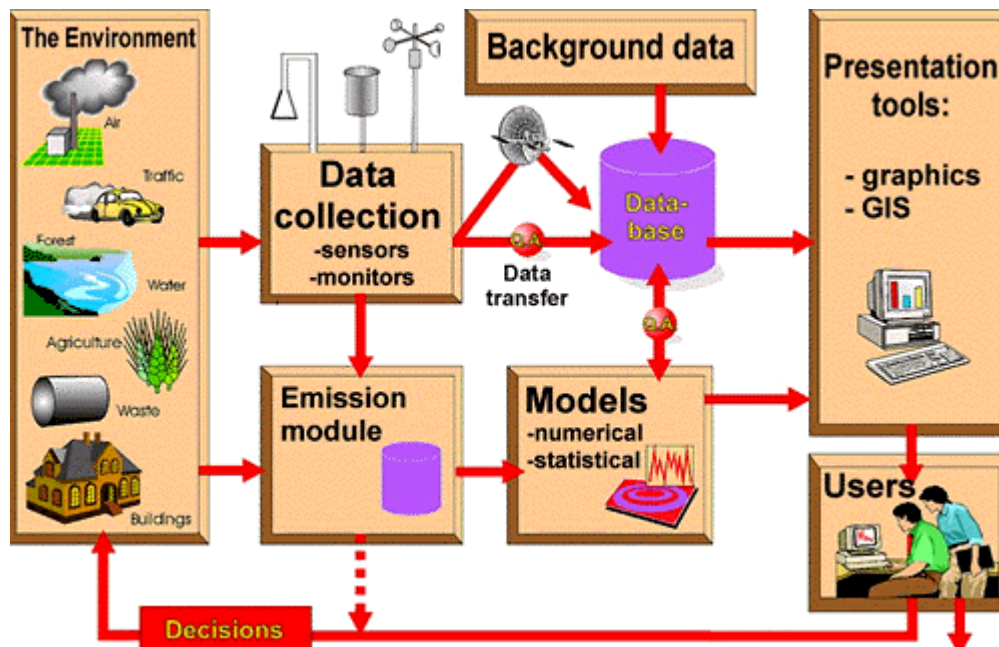 The Environment
Air
Traffic
Forest
Water
Agriculture
Waste
Buildings
Data
collection
-sensors
-monitors
Background data
Data-
base
Q.A.
Data
transfer
Q.A.
Emission
module
Models
-numerical
-statistical
Presentation
tools:
- graphics
- GIS
Users
Decisions